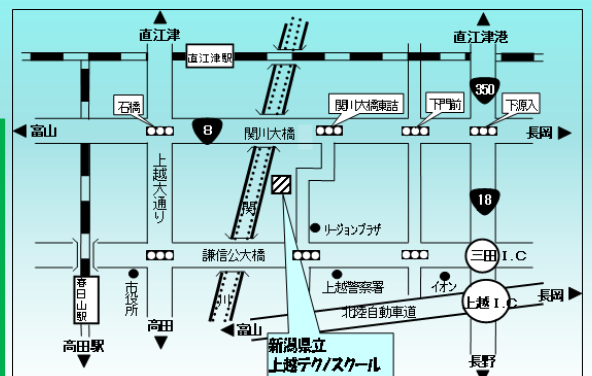 直江津
直江津港
直江津駅
350
石橋
関川大橋東詰
下門前
下源入
富山
8
関川大橋
長岡
上越大通り
18
関
リージョンプラザ
謙信公大橋
三田I.C
春日山駅
市役所
川
上越警察署
イオン
上越I.C
長岡
高田
富山
北陸自動車道
高田駅
新潟県立
上越テクノスクール
長野